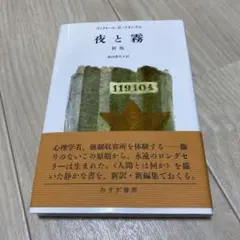 ヴィクトール・E・フランクル
夜と霧
新版
池田香代子訳
119104
心理学者、強制収容所を体験する——飾
りのないこの原題から、永遠のロングセ
ラーは生まれた。〈人間とは何か〉を描
いた静かな書を、新訳・新編集でおくる。
みすず書房